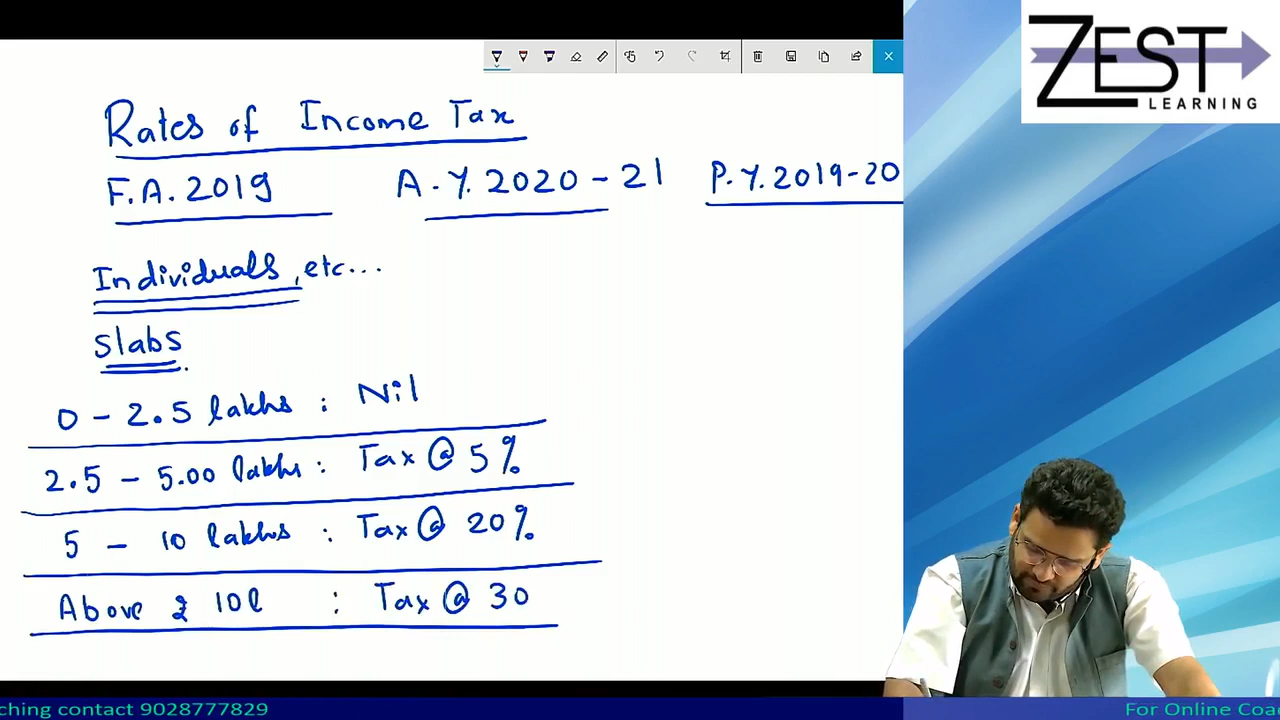 ZEST
LEARNING
Rates of Income Tax
F.A. 2019 A.Y. 2020-21 P.Y. 2019-20
Individuals, etc...
Slabs
0 - 2.5 lakhs : Nil
2.5 - 5.00 lakhs : Tax @ 5%
5 - 10 lakhs : Tax @ 20%
Above ₹ 10l : Tax @ 30
ching contact 9028777829 For Online Coac